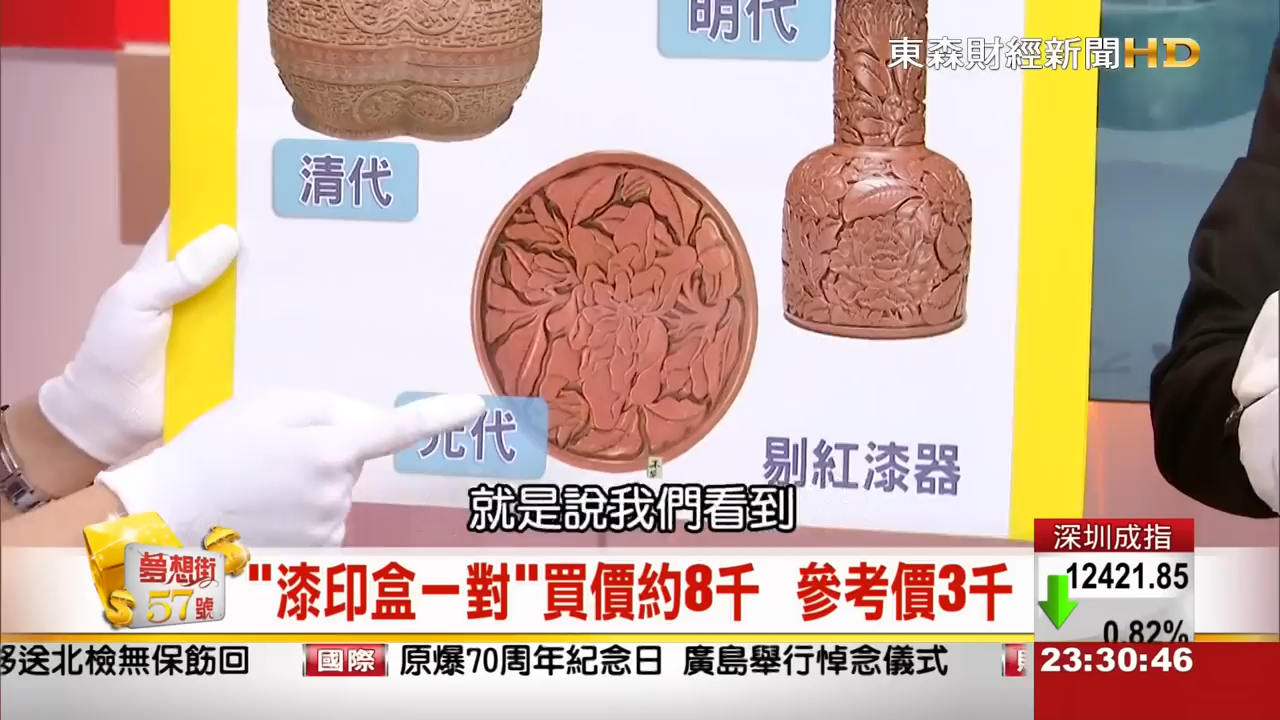 明代
東森財經新聞HD
清代
元代
剔紅漆器
就是說我們看到
夢想街
57號
"漆印盒一對"買價約8千 參考價3千
深圳成指
12421.85
0.82%
移送北檢無保飭回
國際
原爆70周年紀念日 廣島舉行悼念儀式
23:30:46